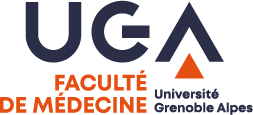 UGA
FACULTÉ
DE MÉDECINE
Université
Grenoble Alpes